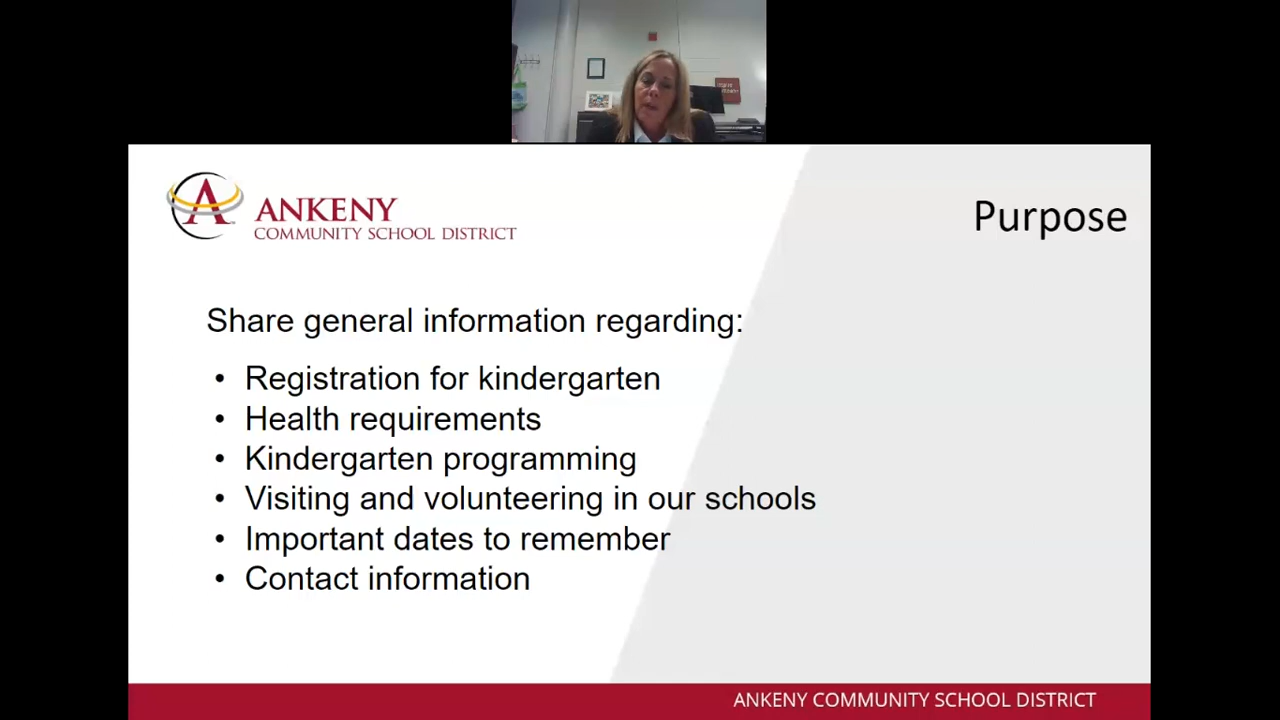 ANKENY
COMMUNITY SCHOOL DISTRICT
Purpose
Share general information regarding:
• Registration for kindergarten
• Health requirements
• Kindergarten programming
• Visiting and volunteering in our schools
• Important dates to remember
• Contact information
ANKENY COMMUNITY SCHOOL DISTRICT